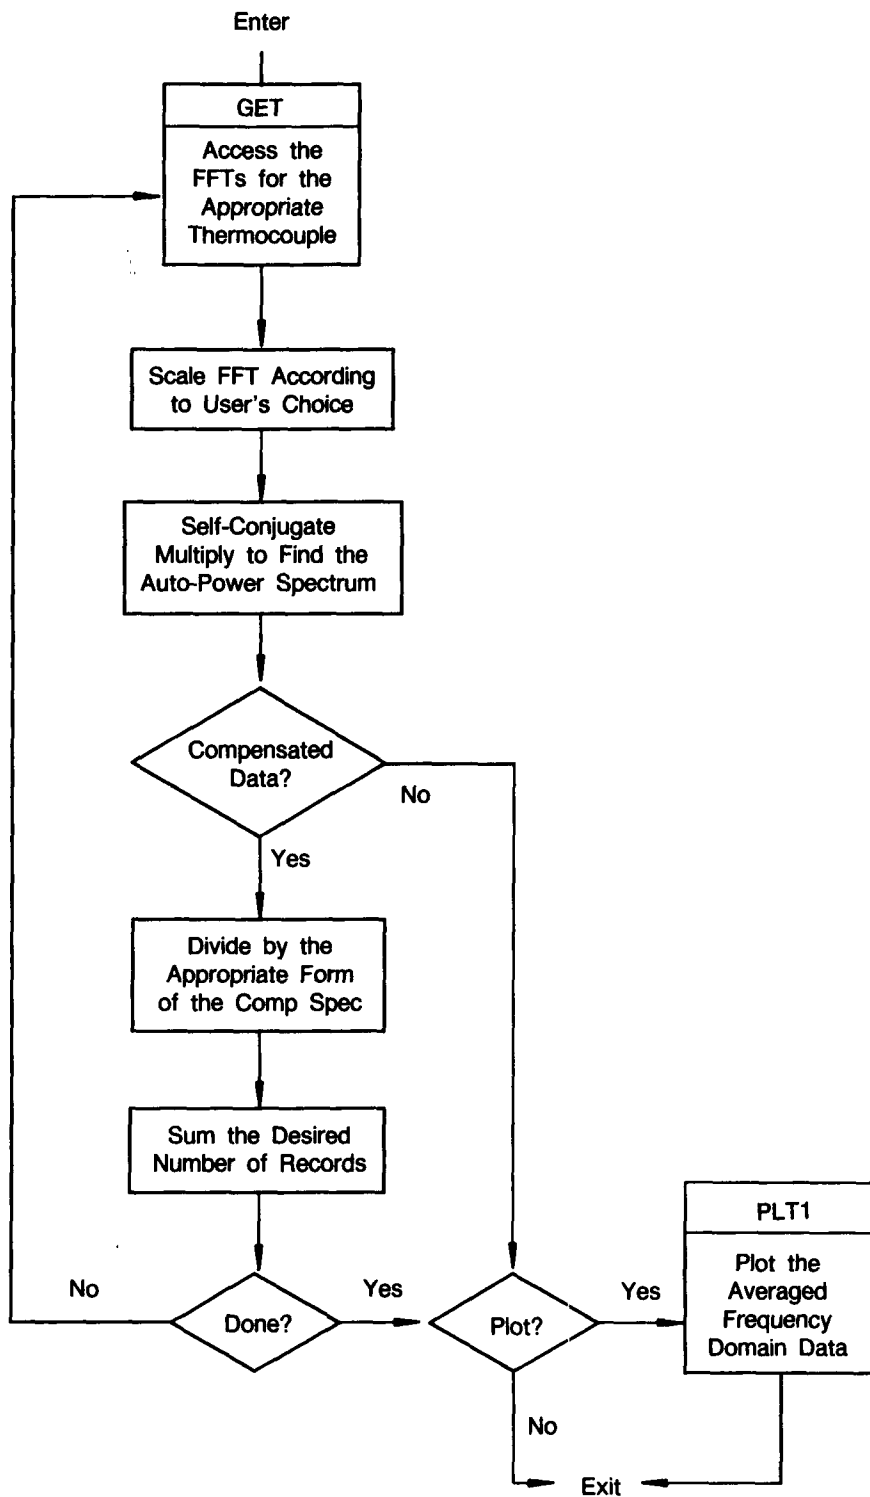 Enter
GET
Access the
FFTs for the
Appropriate
Thermocouple
Scale FFT According
to User's Choice
Self-Conjugate
Multiply to Find the
Auto-Power Spectrum
Compensated
Data?
No
Yes
Divide by the
Appropriate Form
of the Comp Spec
Sum the Desired
Number of Records
PLT1
Plot the
Averaged
Frequency
Domain Data
No
Done?
Yes
Plot?
Yes
No
Exit